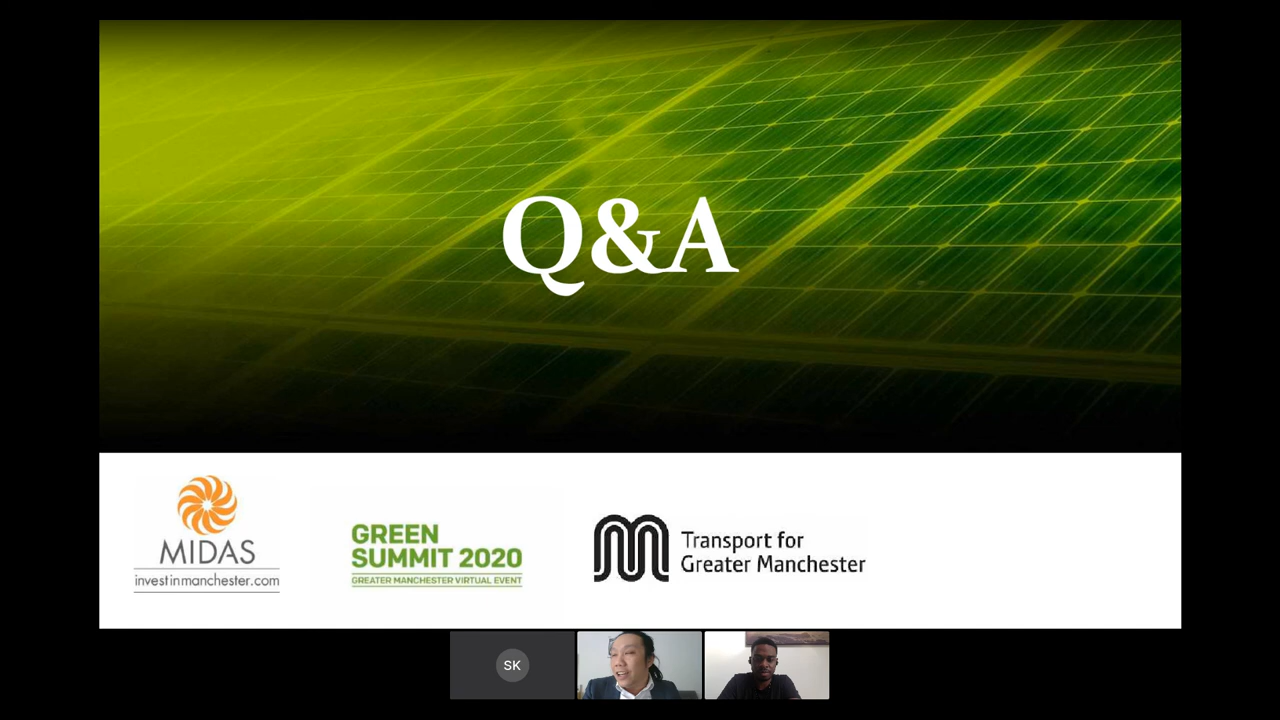 Q&A
MIDAS
investinmanchester.com
GREEN
SUMMIT 2020
GREATER MANCHESTER VIRTUAL EVENT
Transport for
Greater Manchester
SK